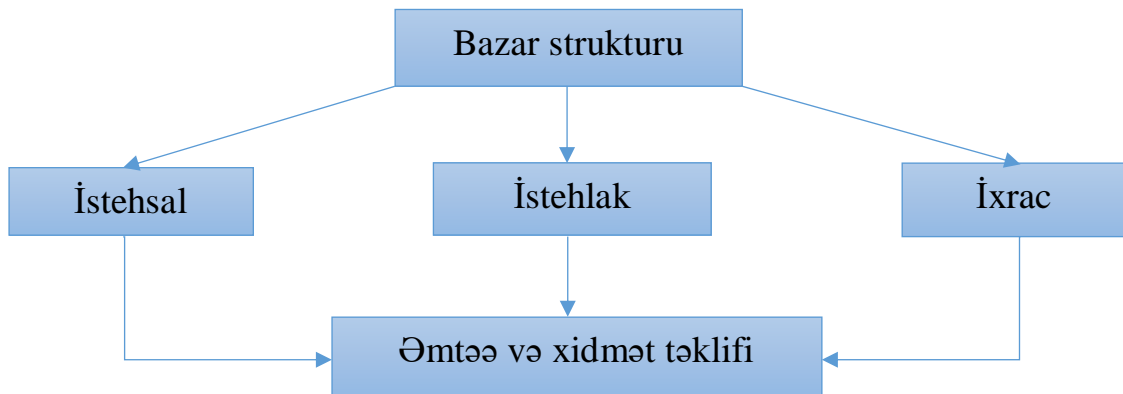 Bazar strukturu
İstehsal
İstehlak
İxrac
Əmtəə və xidmət təklifi